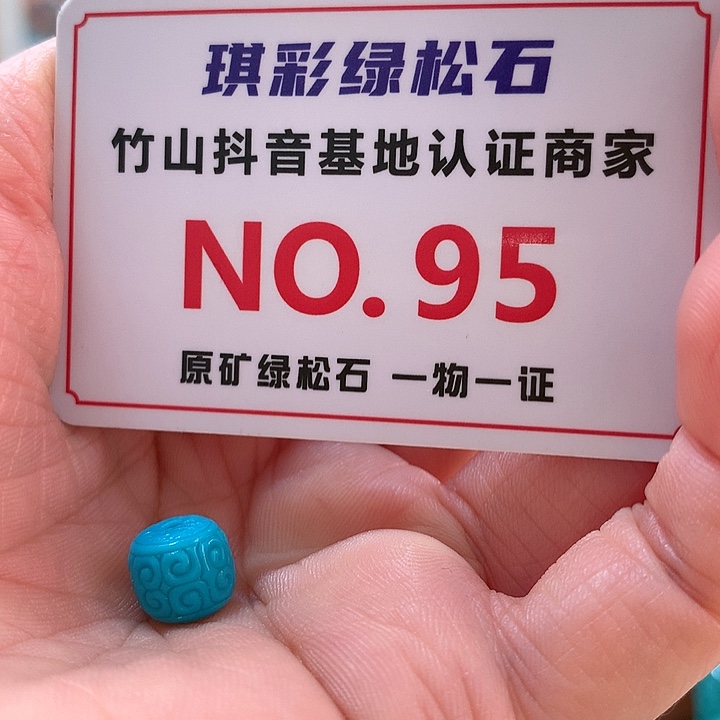 琪彩绿松石
竹山抖音基地认证商家
NO.95
原矿绿松石 一物一证